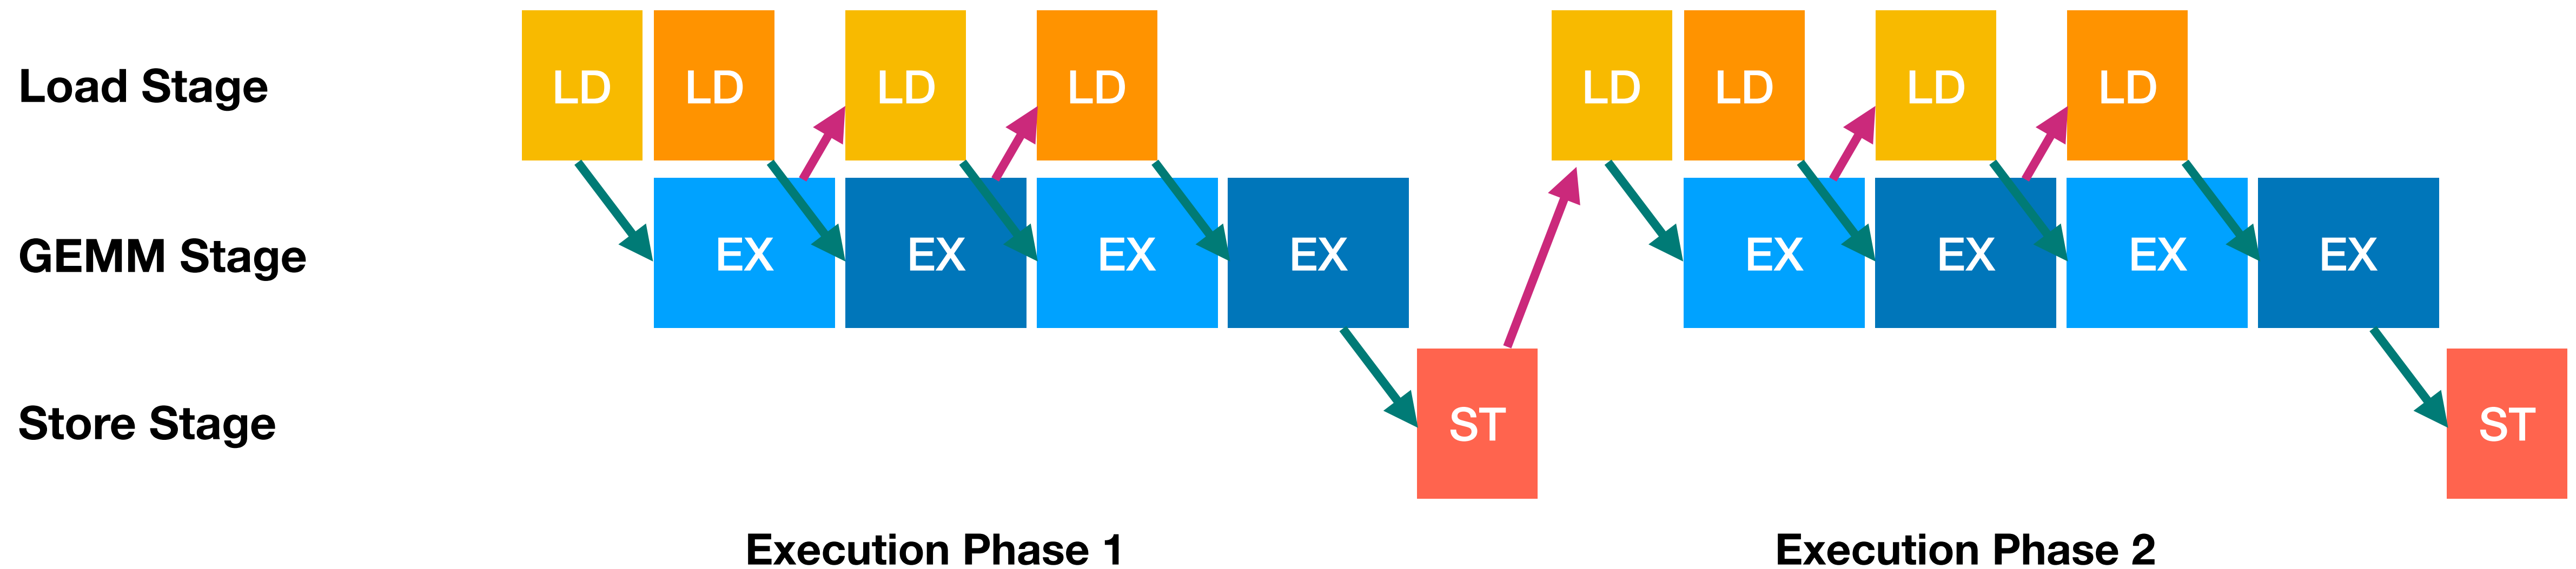 Load Stage LD LD LD LD LD LD LD LD
GEMM Stage EX EX EX EX EX EX EX EX
Store Stage ST ST
Execution Phase 1 Execution Phase 2